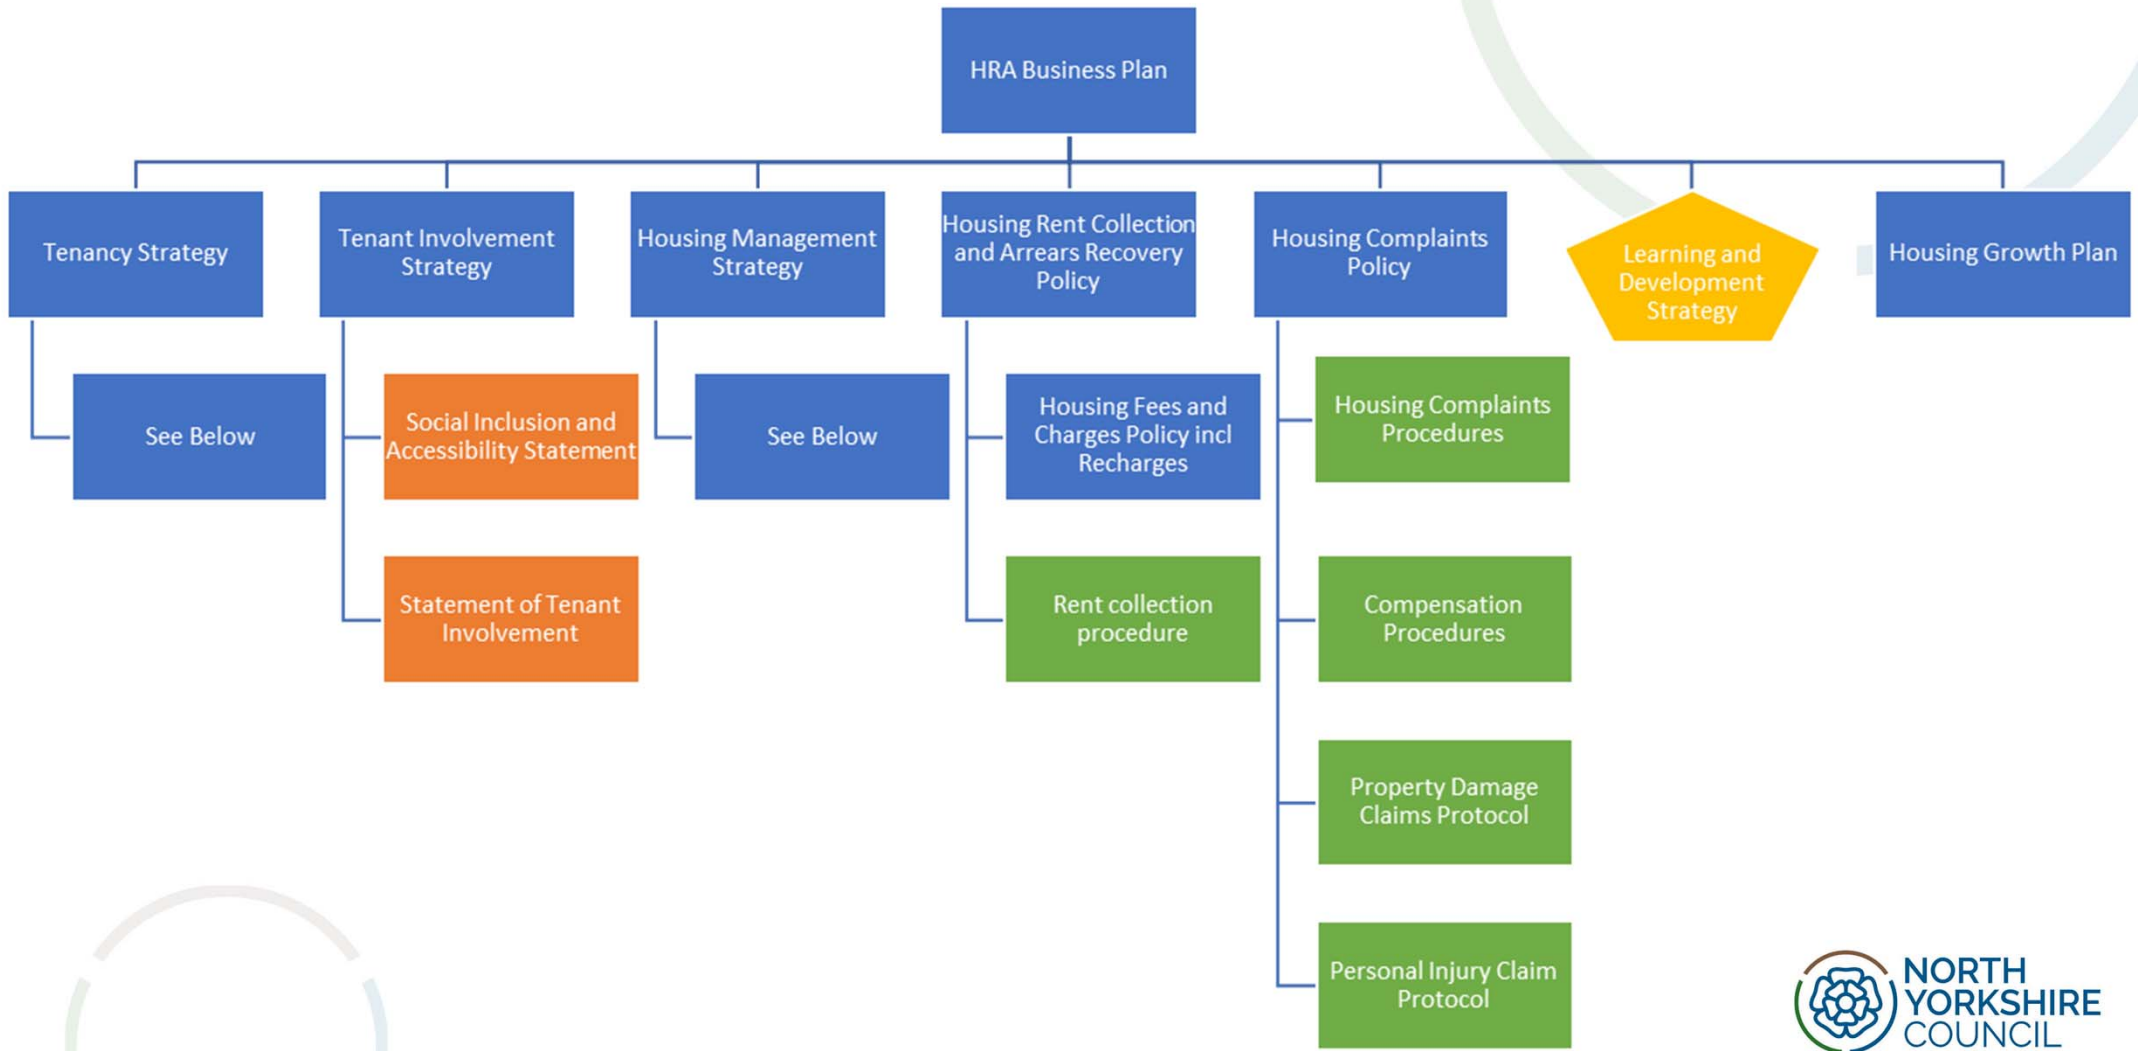 HRA Business Plan
Tenancy Strategy
Tenant Involvement
Strategy
Housing Management
Strategy
Housing Rent Collection
and Arrears Recovery
Policy
Housing Complaints
Policy
Learning and
Development
Strategy
Housing Growth Plan
See Below
Social Inclusion and
Accessibility Statement
See Below
Housing Fees and
Charges Policy incl
Recharges
Housing Complaints
Procedures
Statement of Tenant
Involvement
Rent collection
procedure
Compensation
Procedures
Property Damage
Claims Protocol
Personal Injury Claim
Protocol
NORTH
YORKSHIRE
COUNCIL